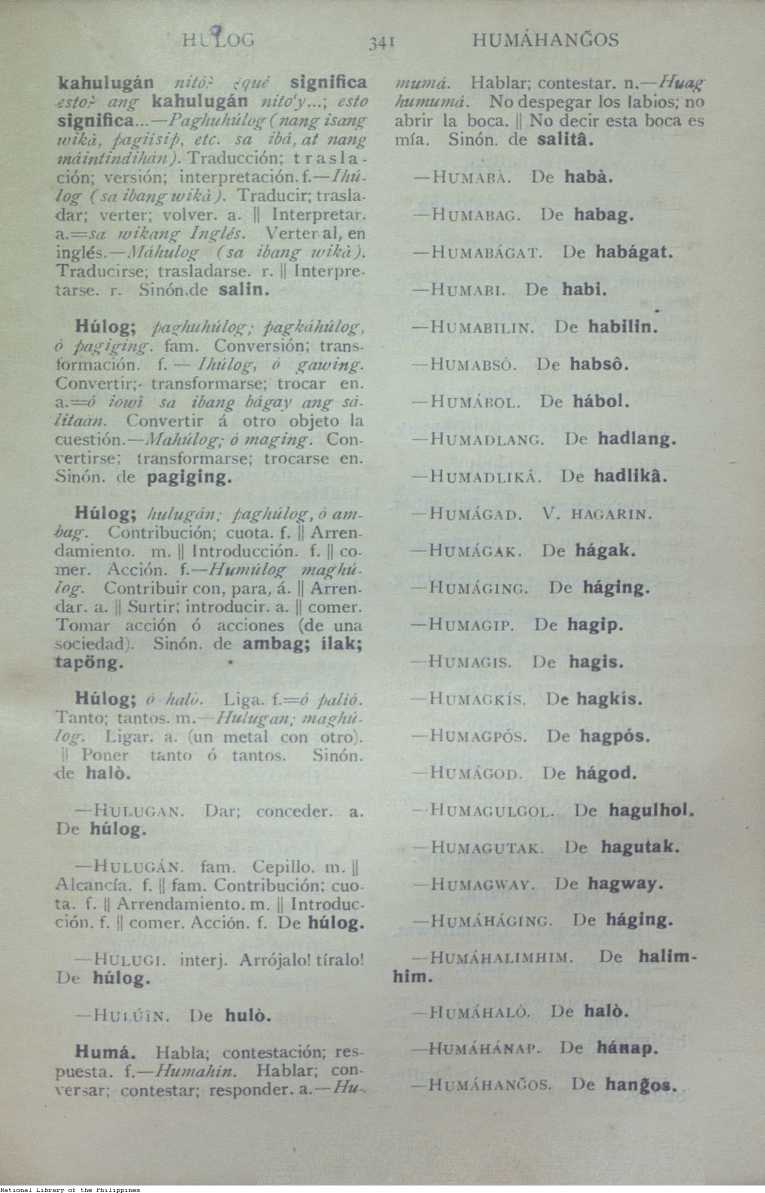 HULOG 341 HUMÁHANG̃OS
kahulugán nitó? ¿qué significa
esto? ang kahulugán nito'y...; esto
significa...—Paghuhúlog (nang isang
wikà, pagiisip, etc. sa ibá, at nang
máintindihán). Traducción; trasla-
ción; versión; interpretación. f.—Ihú-
log (sa ibang wikà). Traducir; trasla-
dar; verter; volver. a. || Interpretar.
a.=sa wikang Inglés. Verter al, en
inglés.—Máhulog (sa ibang wikà).
Traducirse; trasladarse. r. || Interpre-
tarse. r. Sinón. de salin.
Húlog; paghuhúlog; pagkáhúlog,
ó pagiging. fam. Conversión; trans-
formación. f. — Ihúlog, ó gawing.
Convertir; transformarse; trocar en.
a.=ó iowi sa ibang bágay ang sá-
litaan. Convertir á otro objeto la
cuestión.—Mahúlog; ó maging. Con-
vertirse; transformarse; trocarse en.
Sinón. de pagiging.
Húlog; hulugán; paghúlog, ó am-
bag. Contribución; cuota. f. || Arren-
damiento. m. || Introducción. f. || co-
mer. Acción. f.—Humúlog maghú-
log. Contribuir con, para, á. || Arren-
dar. a. || Surtir; introducir. a. || comer.
Tomar acción ó acciones (de una
sociedad). Sinón. de ambag; ílak;
tapöng.
Húlog; ó halò. Liga. f.=ó palió.
Tanto; tantos. m.—Hulugan; maghú-
log. Ligar. a. (un metal con otro).
|| Poner tanto ó tantos. Sinón.
de halò.
—HULUGAN. Dar; conceder. a.
De húlog.
—HULUGÁN. fam. Cepillo. m. ||
Alcancía. f. || fam. Contribución; cuo-
ta. f. || Arrendamiento. m. || Introduc-
ción. f. || comer. Acción. f. De húlog.
—HULUGI. interj. Arrójalo! tíralo!
De húlog.
—HULÚÏN. De hulò.
Humá. Habla; contestación; res-
puesta. f.—Humahin. Hablar; con-
versar; contestar; responder. a.—Hu-
mumá. Hablar; contestar. n.—Huag
humumá. No despegar los labios; no
abrir la boca. || No decir esta boca es
mía. Sinón. de salitâ.
—HUMABÀ. De habà.
—HUMABAG. De habag.
—HUMABÁGAT. De habágat.
—HUMABI. De habi.
—HUMABILIN. De habilin.
—HUMABSÔ. De habsô.
—HUMÁBOL. De hábol.
—HUMADLANG. De hadlang.
—HUMADLIKÂ. De hadlikâ.
—HUMÁGAD. V. HAGARIN.
—HUMÁGAK. De hágak.
—HUMÁGING. De háging.
—HUMAGIP. De hagip.
—HUMAGIS. De hagis.
—HUMAGKÍS. De hagkís.
—HUMAGPÓS. De hagpós.
—HUMÁGOD. De hágod.
—HUMAGULGOL. De hagulhol.
—HUMAGUTAK. De hagutak.
—HUMAGWAY. De hagway.
—HUMÁHÁGING. De háging.
—HUMÁHALIMHIM. De halim-
him.
—HUMÁHALÒ. De halò.
—HUMÁHÁNAP. De hánap.
—HUMÁHANG̃OS. De hang̃os.
National Library of the Philippines